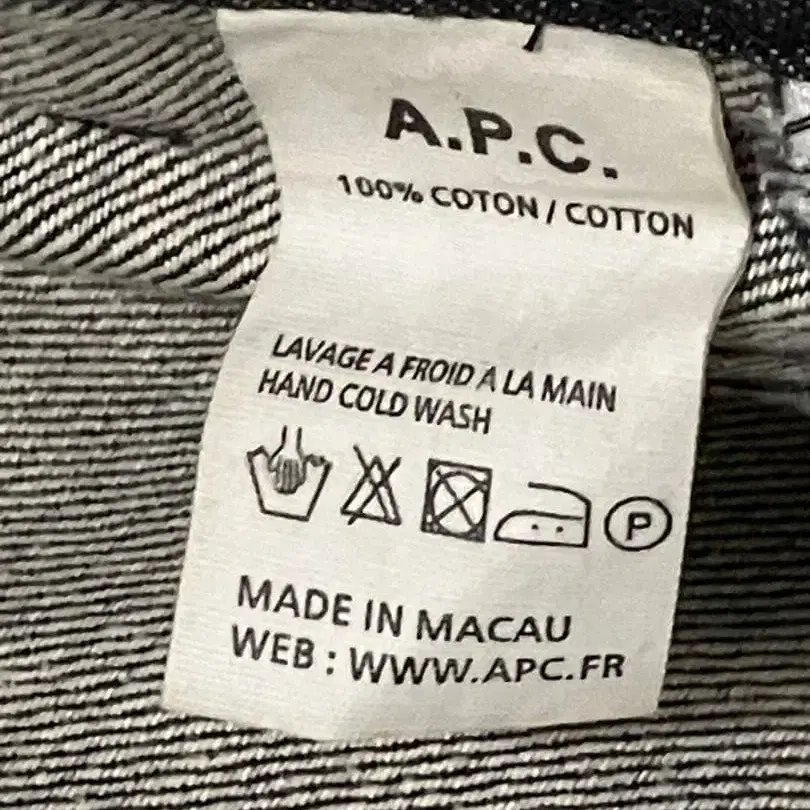 A.P.C.
100% COTON / COTTON
LAVAGE A FROID A LA MAIN
HAND COLD WASH
P
MADE IN MACAU
WEB : WWW.APC.FR